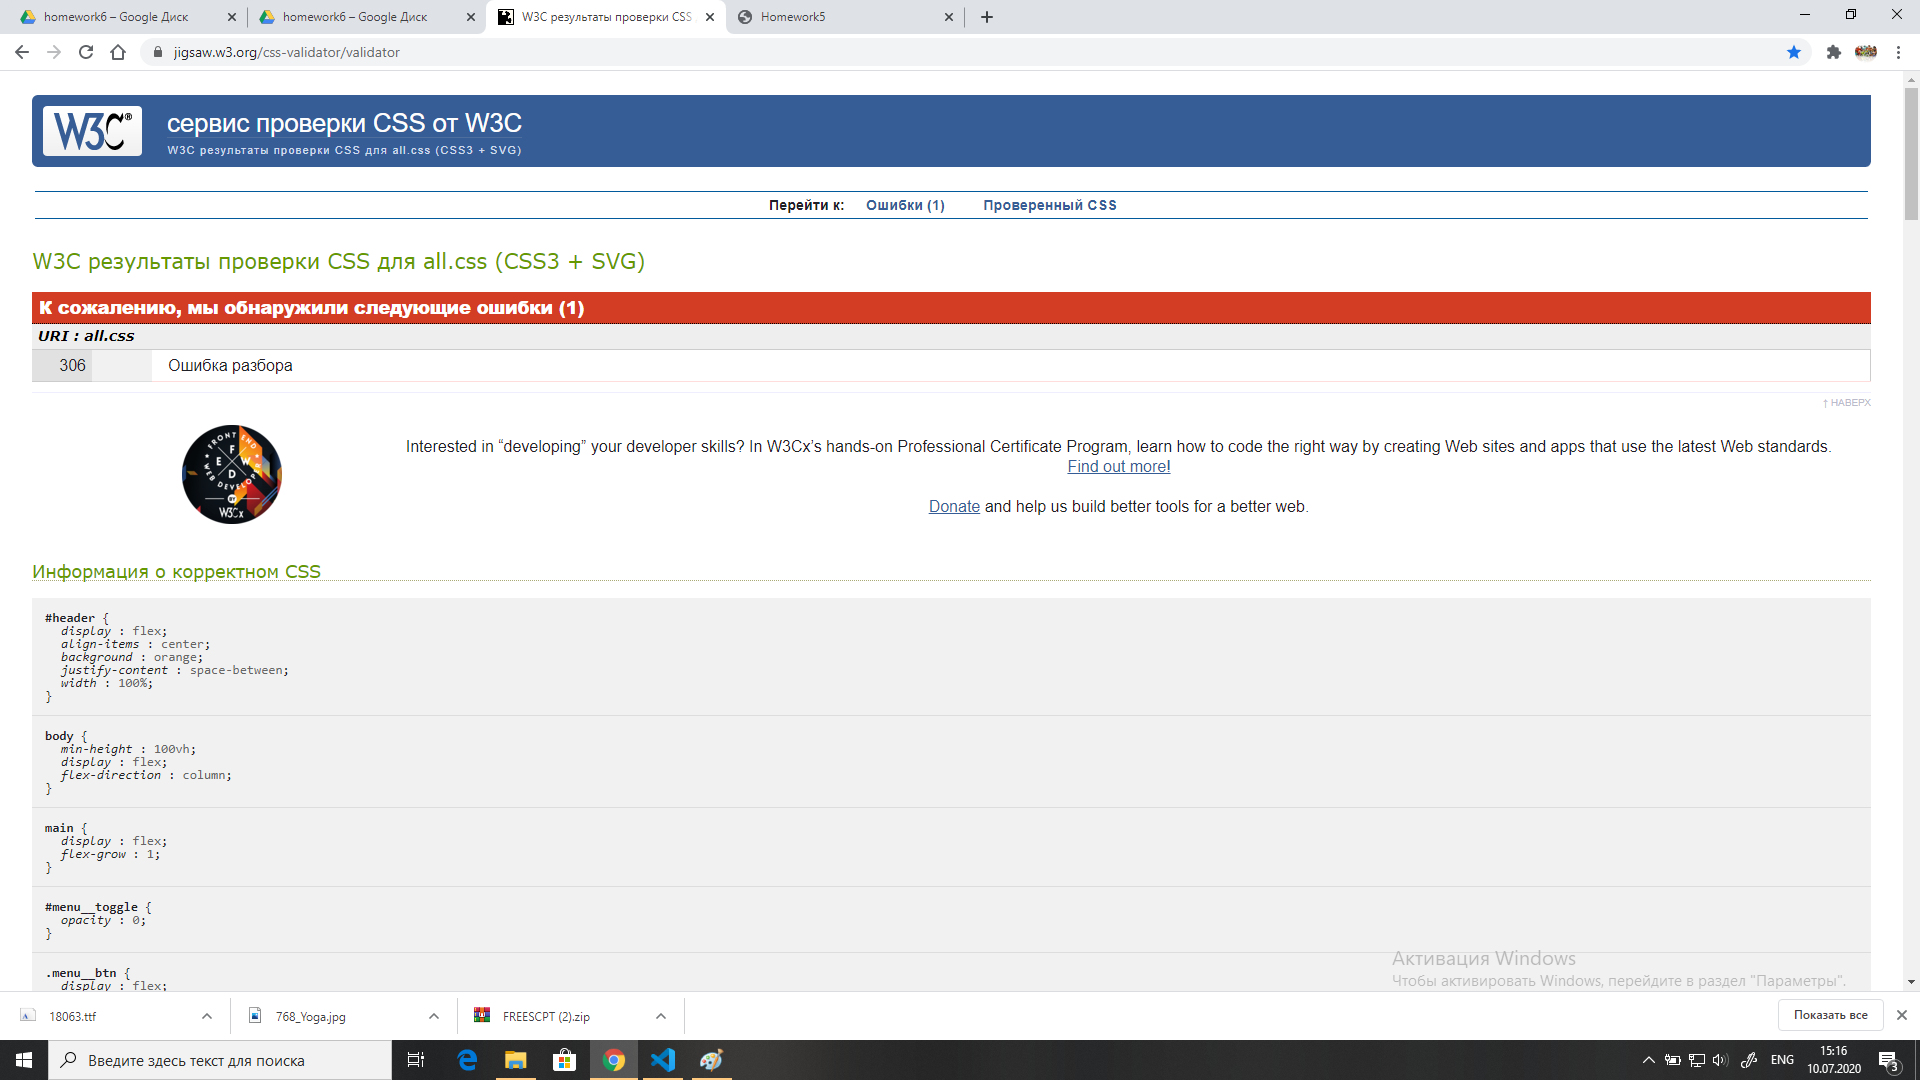 homework6 – Google Диск
homework6 – Google Диск
W3C результаты проверки CSS
Homework5
jigsaw.w3.org/css-validator/validator
W3C®
сервис проверки CSS от W3C
W3C результаты проверки CSS для all.css (CSS3 + SVG)
Перейти к: Ошибки (1) Проверенный CSS
W3C результаты проверки CSS для all.css (CSS3 + SVG)
К сожалению, мы обнаружили следующие ошибки (1)
URI : all.css
306 Ошибка разбора
↑ НАВЕРХ
FRONT END
F E W D
WEB DEVELOPER
BY
W3Cx
Interested in “developing” your developer skills? In W3Cx’s hands-on Professional Certificate Program, learn how to code the right way by creating Web sites and apps that use the latest Web standards.
Find out more!
Donate and help us build better tools for a better web.
Информация о корректном CSS
#header {
display : flex;
align-items : center;
background : orange;
justify-content : space-between;
width : 100%;
}
body {
min-height : 100vh;
display : flex;
flex-direction : column;
}
main {
display : flex;
flex-grow : 1;
}
#menu__toggle {
opacity : 0;
}
.menu__btn {
display : flex;
Активация Windows
Чтобы активировать Windows, перейдите в раздел "Параметры".
18063.ttf
768_Yoga.jpg
FREESCPT (2).zip
Показать все
Введите здесь текст для поиска
ENG
15:16
10.07.2020
3